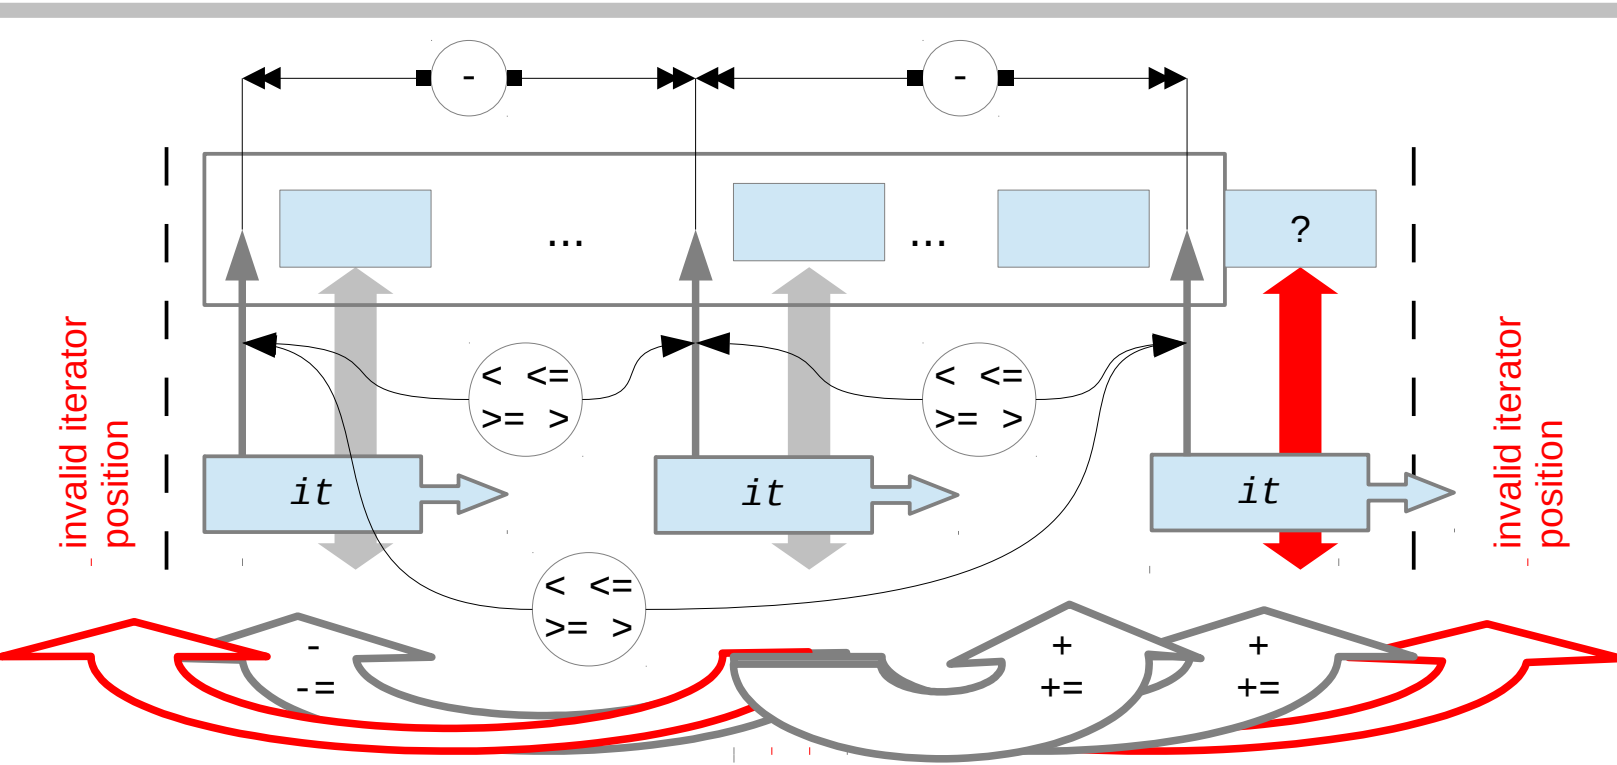 - -
... ... ?
< <=
>= >
< <=
>= >
invalid iterator
position
it it it
invalid iterator
position
< <=
>= >
-
-=
+
+=
+
+=